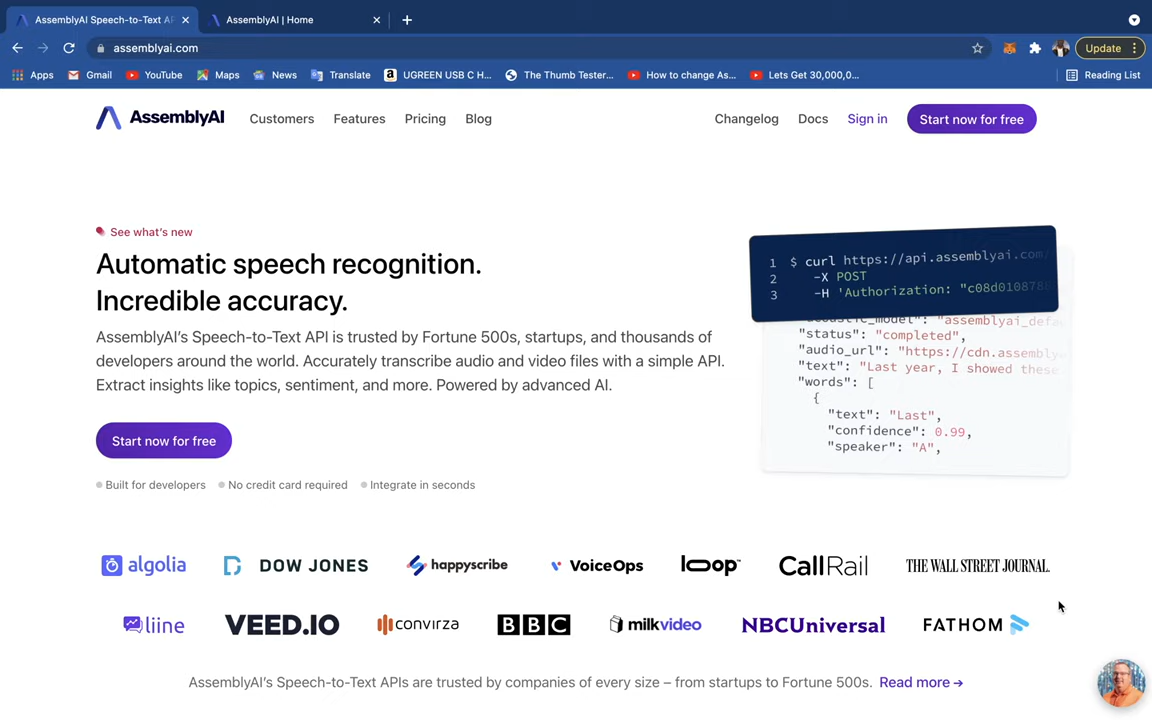 AssemblyAI Speech-to-Text AP
AssemblyAI | Home
assemblyai.com
Update
Apps
Gmail
YouTube
Maps
News
Translate
UGREEN USB C H...
The Thumb Tester...
How to change As...
Lets Get 30,000,0...
Reading List
AssemblyAI
Customers
Features
Pricing
Blog
Changelog
Docs
Sign in
Start now for free
See what's new
Automatic speech recognition.
Incredible accuracy.
AssemblyAI's Speech-to-Text API is trusted by Fortune 500s, startups, and thousands of
developers around the world. Accurately transcribe audio and video files with a simple API.
Extract insights like topics, sentiment, and more. Powered by advanced AI.
Start now for free
Built for developers
No credit card required
Integrate in seconds
1 $ curl https://api.assemblyai.com/
2 -X POST
3 -H 'Authorization: "c08d0108788
"status": "completed",
"audio_url": "https://cdn.assembly
"text": "Last year, I showed these
"words": [
{
"text": "Last",
"confidence": 0.99,
"speaker": "A",
algolia
DOW JONES
happyscribe
VoiceOps
loop™
CallRail
THE WALL STREET JOURNAL.
liine
VEED.IO
convirza
BBC
milkvideo
NBCUniversal
FATHOM
AssemblyAI's Speech-to-Text APIs are trusted by companies of every size – from startups to Fortune 500s. Read more →